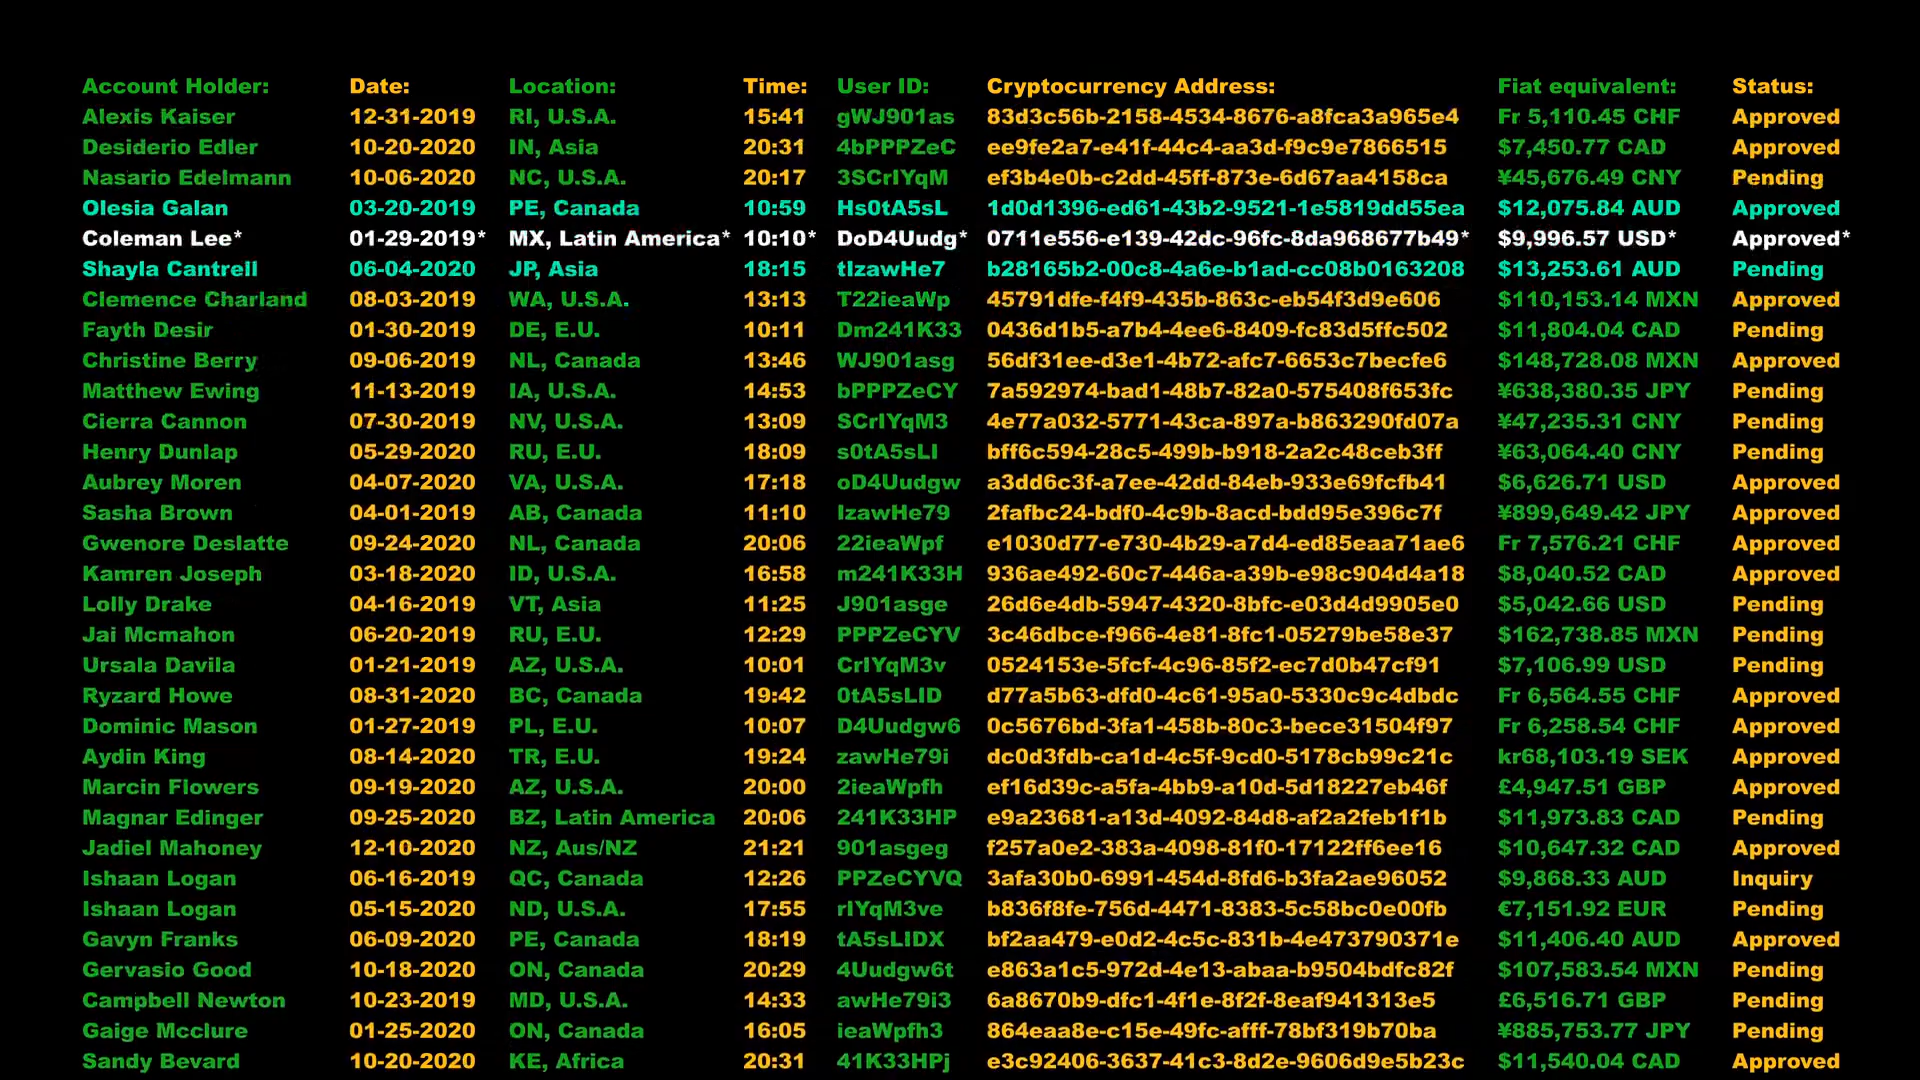 Account Holder: Date: Location: Time: User ID: Cryptocurrency Address: Fiat equivalent: Status:
Alexis Kaiser 12-31-2019 RI, U.S.A. 15:41 gWJ901as 83d3c56b-2158-4534-8676-a8fca3a965e4 Fr 5,110.45 CHF Approved
Desiderio Edler 10-20-2020 IN, Asia 20:31 4bPPPZeC ee9fe2a7-e41f-44c4-aa3d-f9c9e7866515 $7,450.77 CAD Approved
Nasario Edelmann 10-06-2020 NC, U.S.A. 20:17 3SCrIYqM ef3b4e0b-c2dd-45ff-873e-6d67aa4158ca ¥45,676.49 CNY Pending
Olesia Galan 03-20-2019 PE, Canada 10:59 Hs0tA5sL 1d0d1396-ed61-43b2-9521-1e5819dd55ea $12,075.84 AUD Approved
Coleman Lee* 01-29-2019* MX, Latin America* 10:10* DoD4Uudg* 0711e556-e139-42dc-96fc-8da968677b49* $9,996.57 USD* Approved*
Shayla Cantrell 06-04-2020 JP, Asia 18:15 tIzawHe7 b28165b2-00c8-4a6e-b1ad-cc08b0163208 $13,253.61 AUD Pending
Clemence Charland 08-03-2019 WA, U.S.A. 13:13 T22ieaWp 45791dfe-f4f9-435b-863c-eb54f3d9e606 $110,153.14 MXN Approved
Fayth Desir 01-30-2019 DE, E.U. 10:11 Dm241K33 0436d1b5-a7b4-4ee6-8409-fc83d5ffc502 $11,804.04 CAD Pending
Christine Berry 09-06-2019 NL, Canada 13:46 WJ901asg 56df31ee-d3e1-4b72-afc7-6653c7becfe6 $148,728.08 MXN Approved
Matthew Ewing 11-13-2019 IA, U.S.A. 14:53 bPPPZeCY 7a592974-bad1-48b7-82a0-575408f653fc ¥638,380.35 JPY Pending
Cierra Cannon 07-30-2019 NV, U.S.A. 13:09 SCrIYqM3 4e77a032-5771-43ca-897a-b863290fd07a ¥47,235.31 CNY Pending
Henry Dunlap 05-29-2020 RU, E.U. 18:09 s0tA5sLI bff6c594-28c5-499b-b918-2a2c48ceb3ff ¥63,064.40 CNY Pending
Aubrey Moren 04-07-2020 VA, U.S.A. 17:18 oD4Uudgw a3dd6c3f-a7ee-42dd-84eb-933e69fcfb41 $6,626.71 USD Approved
Sasha Brown 04-01-2019 AB, Canada 11:10 IzawHe79 2fafbc24-bdf0-4c9b-8acd-bdd95e396c7f ¥899,649.42 JPY Approved
Gwenore Deslatte 09-24-2020 NL, Canada 20:06 22ieaWpf e1030d77-e730-4b29-a7d4-ed85eaa71ae6 Fr 7,576.21 CHF Approved
Kamren Joseph 03-18-2020 ID, U.S.A. 16:58 m241K33H 936ae492-60c7-446a-a39b-e98c904d4a18 $8,040.52 CAD Approved
Lolly Drake 04-16-2019 VT, Asia 11:25 J901asge 26d6e4db-5947-4320-8bfc-e03d4d9905e0 $5,042.66 USD Pending
Jai Mcmahon 06-20-2019 RU, E.U. 12:29 PPPZeCYV 3c46dbce-f966-4e81-8fc1-05279be58e37 $162,738.85 MXN Pending
Ursala Davila 01-21-2019 AZ, U.S.A. 10:01 CrIYqM3v 0524153e-5fcf-4c96-85f2-ec7d0b47cf91 $7,106.99 USD Pending
Ryzard Howe 08-31-2020 BC, Canada 19:42 0tA5sLID d77a5b63-dfd0-4c61-95a0-5330c9c4dbdc Fr 6,564.55 CHF Approved
Dominic Mason 01-27-2019 PL, E.U. 10:07 D4Uudgw6 0c5676bd-3fa1-458b-80c3-bece31504f97 Fr 6,258.54 CHF Approved
Aydin King 08-14-2020 TR, E.U. 19:24 zawHe79i dc0d3fdb-ca1d-4c5f-9cd0-5178cb99c21c kr68,103.19 SEK Approved
Marcin Flowers 09-19-2020 AZ, U.S.A. 20:00 2ieaWpfh ef16d39c-a5fa-4bb9-a10d-5d18227eb46f £4,947.51 GBP Approved
Magnar Edinger 09-25-2020 BZ, Latin America 20:06 241K33HP e9a23681-a13d-4092-84d8-af2a2feb1f1b $11,973.83 CAD Pending
Jadiel Mahoney 12-10-2020 NZ, Aus/NZ 21:21 901asgeg f257a0e2-383a-4098-81f0-17122ff6ee16 $10,647.32 CAD Approved
Ishaan Logan 06-16-2019 QC, Canada 12:26 PPZeCYVQ 3afa30b0-6991-454d-8fd6-b3fa2ae96052 $9,868.33 AUD Inquiry
Ishaan Logan 05-15-2020 ND, U.S.A. 17:55 rIYqM3ve b836f8fe-756d-4471-8383-5c58bc0e00fb €7,151.92 EUR Pending
Gavyn Franks 06-09-2020 PE, Canada 18:19 tA5sLIDX bf2aa479-e0d2-4c5c-831b-4e473790371e $11,406.40 AUD Approved
Gervasio Good 10-18-2020 ON, Canada 20:29 4Uudgw6t e863a1c5-972d-4e13-abaa-b9504bdfc82f $107,583.54 MXN Pending
Campbell Newton 10-23-2019 MD, U.S.A. 14:33 awHe79i3 6a8670b9-dfc1-4f1e-8f2f-8eaf941313e5 £6,516.71 GBP Pending
Gaige Mcclure 01-25-2020 ON, Canada 16:05 ieaWpfh3 864eaa8e-c15e-49fc-afff-78bf319b70ba ¥885,753.77 JPY Pending
Sandy Bevard 10-20-2020 KE, Africa 20:31 41K33HPj e3c92406-3637-41c3-8d2e-9606d9e5b23c $11,540.04 CAD Approved